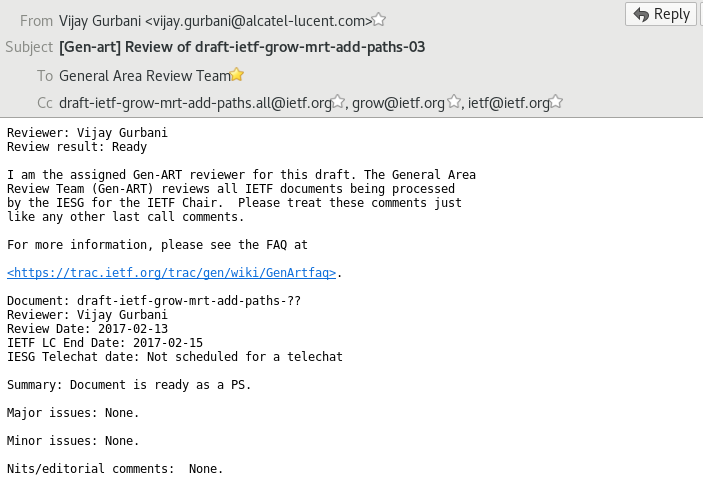 From Vijay Gurbani <vijay.gurbani@alcatel-lucent.com>
Reply
Subject [Gen-art] Review of draft-ietf-grow-mrt-add-paths-03
To General Area Review Team
Cc draft-ietf-grow-mrt-add-paths.all@ietf.org, grow@ietf.org, ietf@ietf.org
Reviewer: Vijay Gurbani
Review result: Ready
I am the assigned Gen-ART reviewer for this draft. The General Area
Review Team (Gen-ART) reviews all IETF documents being processed
by the IESG for the IETF Chair.  Please treat these comments just
like any other last call comments.
For more information, please see the FAQ at
<https://trac.ietf.org/trac/gen/wiki/GenArtfaq>.
Document: draft-ietf-grow-mrt-add-paths-??
Reviewer: Vijay Gurbani
Review Date: 2017-02-13
IETF LC End Date: 2017-02-15
IESG Telechat date: Not scheduled for a telechat
Summary: Document is ready as a PS.
Major issues: None.
Minor issues: None.
Nits/editorial comments:  None.